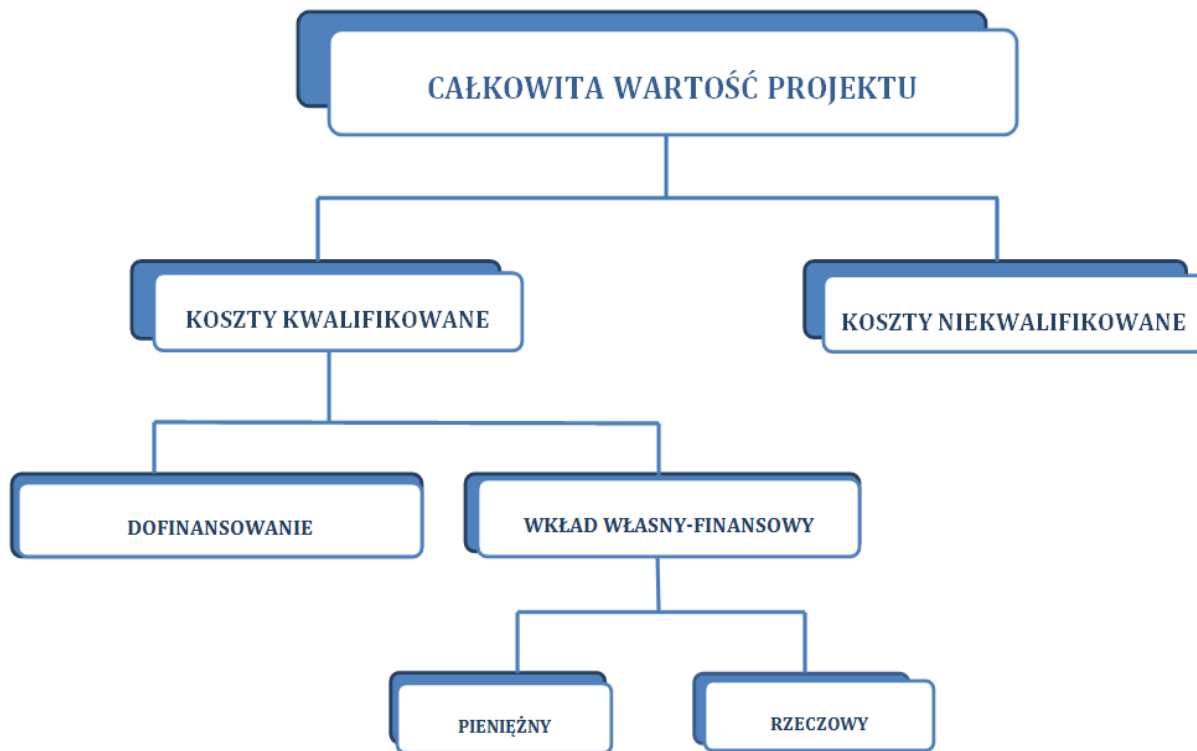 CAŁKOWITA WARTOŚĆ PROJEKTU
KOSZTY KWALIFIKOWANE
KOSZTY NIEKWALIFIKOWANE
DOFINANSOWANIE
WKŁAD WŁASNY-FINANSOWY
PIENIĘŻNY
RZECZOWY